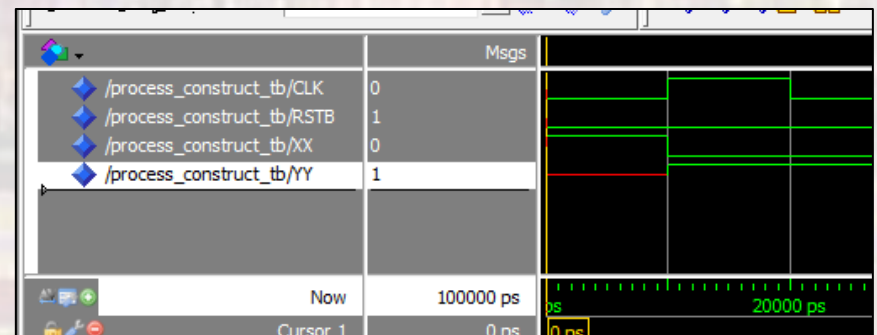 Msgs
/process_construct_tb/CLK 0
/process_construct_tb/RSTB 1
/process_construct_tb/XX 0
/process_construct_tb/YY 1
Now 100000 ps ps 20000 ps
Cursor 1 0 ps 0 ps